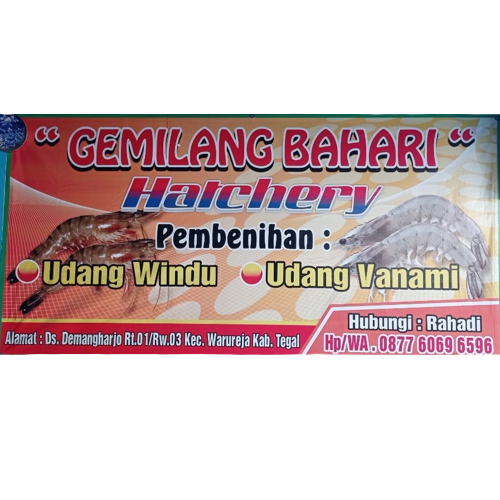 “ GEMILANG BAHARI “
Hatchery
Pembenihan :
Udang Windu Udang Vanami
Hubungi : Rahadi
Alamat : Ds. Demangharjo Rt.01/Rw.03 Kec. Warureja Kab. Tegal
Hp/WA . 0877 6069 6596